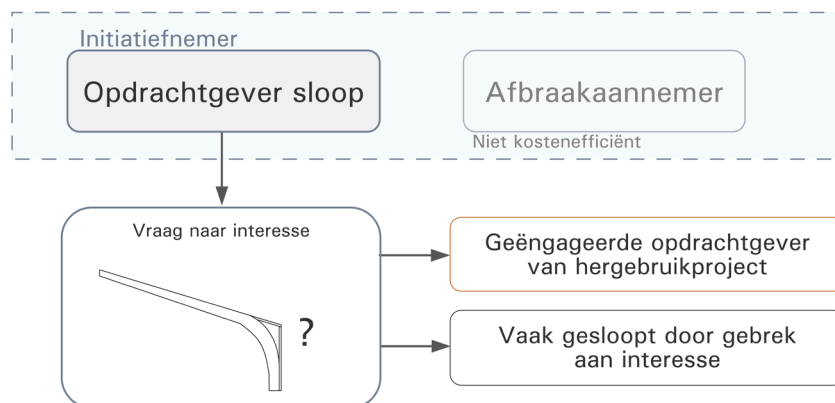 Initiatiefnemer
Opdrachtgever sloop
Afbraakaannemer
Niet kostenefficiënt
Vraag naar interesse
?
Geëngageerde opdrachtgever
van hergebruikproject
Vaak gesloopt door gebrek
aan interesse